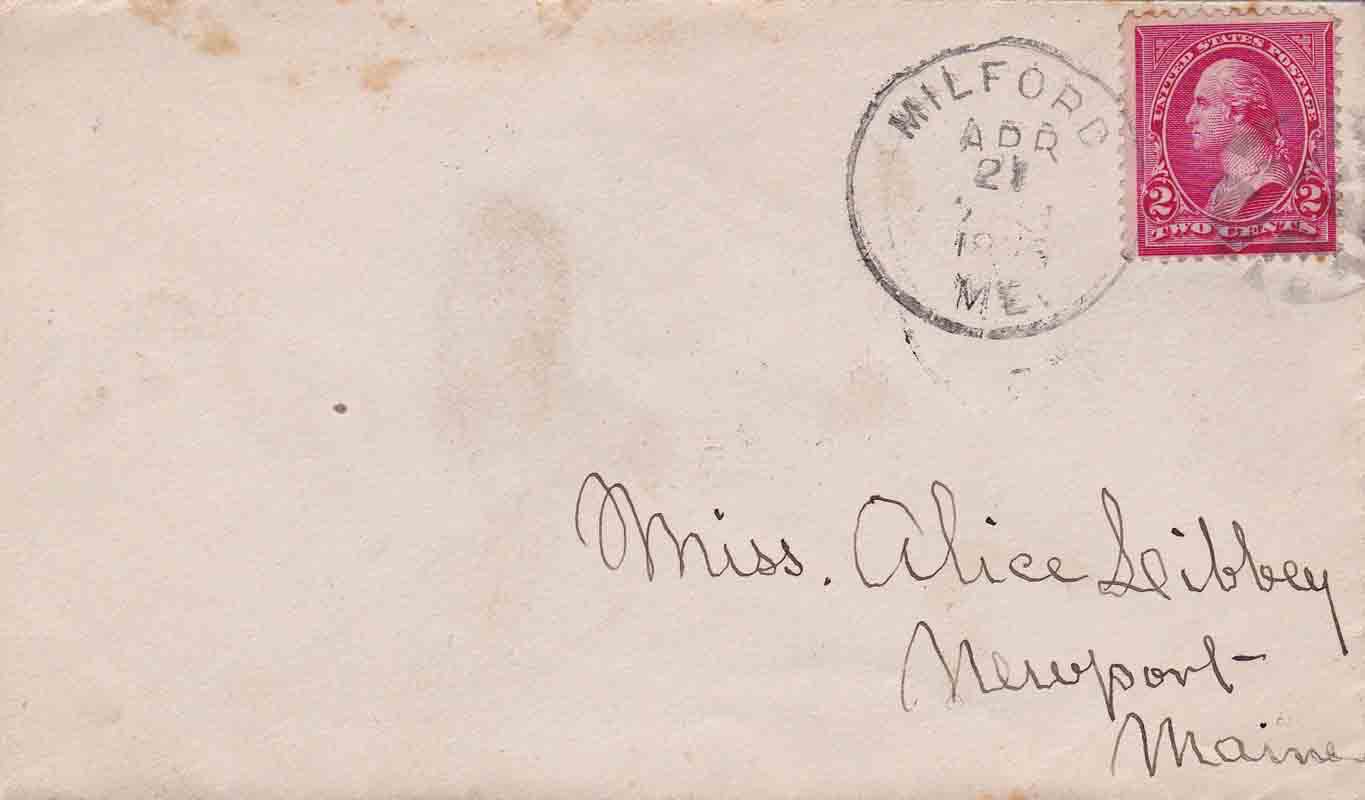 MILFORD
APR
21
ME.
UNITED STATES POSTAGE
2 2
TWO CENTS
Miss. Alice Libbey
Newport
Maine